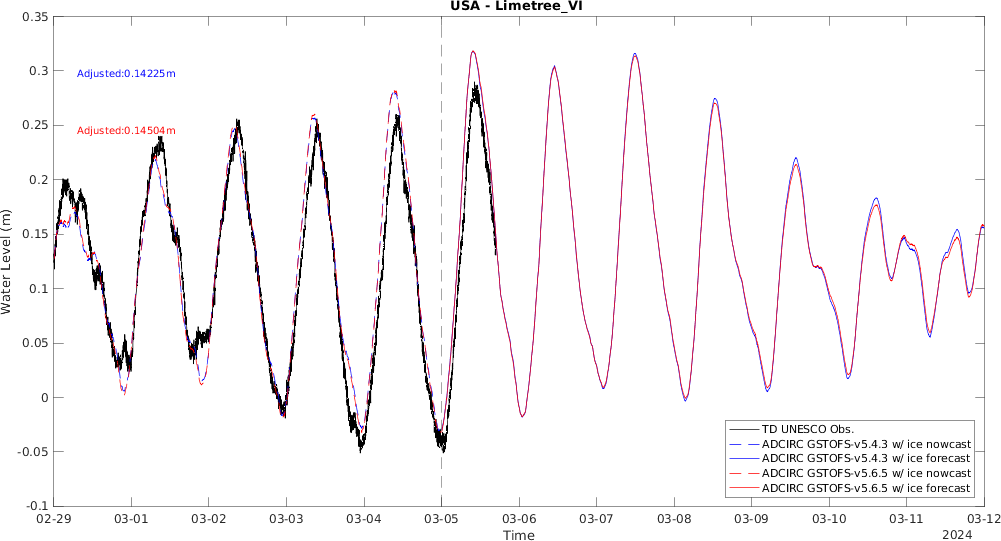 USA - Limetree_VI
0.35
0.3
0.25
0.2
0.15
0.1
0.05
0
-0.05
-0.1
Water Level (m)
Adjusted:0.14225m
Adjusted:0.14504m
TD UNESCO Obs.
ADCIRC GSTOFS-v5.4.3 w/ ice nowcast
ADCIRC GSTOFS-v5.4.3 w/ ice forecast
ADCIRC GSTOFS-v5.6.5 w/ ice nowcast
ADCIRC GSTOFS-v5.6.5 w/ ice forecast
02-29 03-01 03-02 03-03 03-04 03-05 03-06 03-07 03-08 03-09 03-10 03-11 03-12
Time
2024